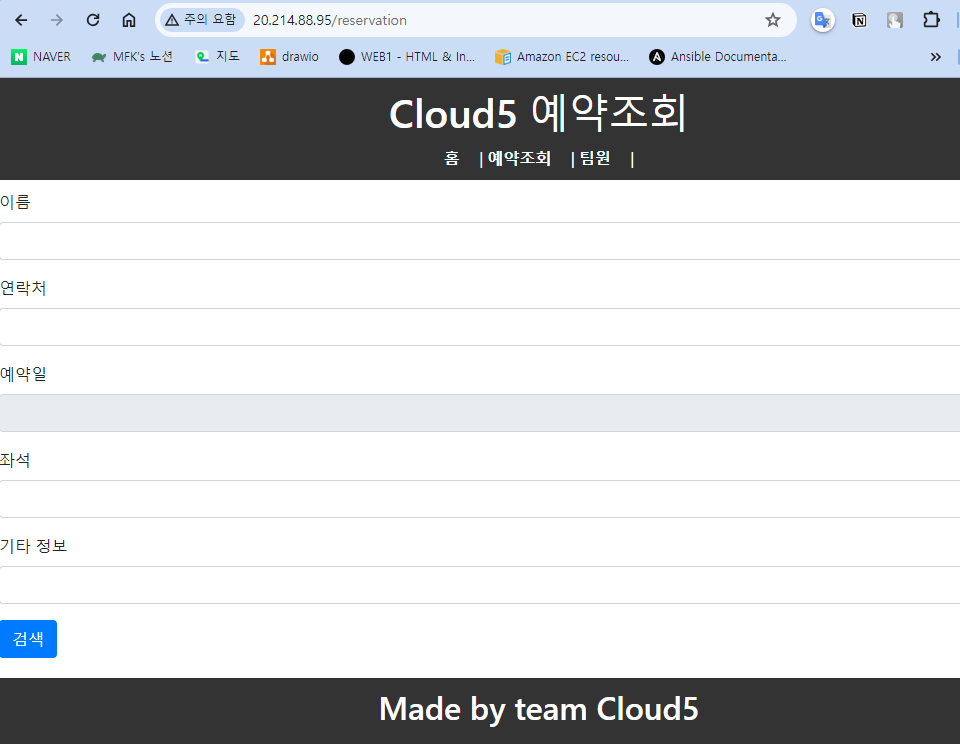 주의 요함 20.214.88.95/reservation
NAVER MFK's 노션 지도 drawio WEB1 - HTML & In... Amazon EC2 resou... Ansible Documenta... »
Cloud5 예약조회
홈 | 예약조회 | 팀원 |
이름
연락처
예약일
좌석
기타 정보
검색
Made by team Cloud5